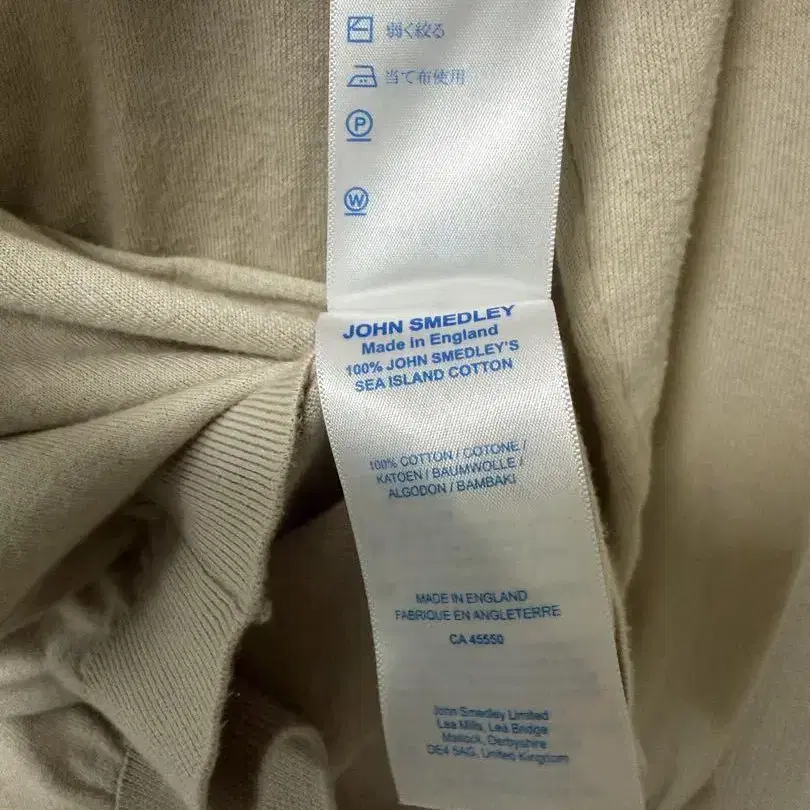 弱く絞る
当て布使用
P
W
JOHN SMEDLEY
Made in England
100% JOHN SMEDLEY'S
SEA ISLAND COTTON
100% COTTON / COTONE /
KATOEN / BAUMWOLLE /
ALGODON / BAMBAKI
MADE IN ENGLAND
FABRIQUE EN ANGLETERRE
CA 45550
John Smedley Limited
Lea Mills, Lea Bridge
Matlock, Derbyshire
DE4 5AG, United Kingdom